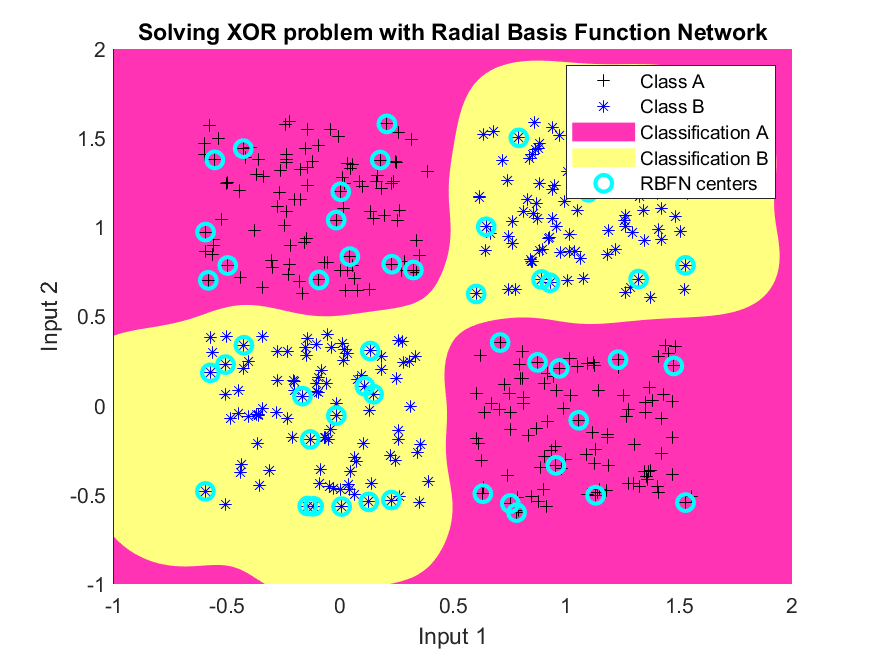 Solving XOR problem with Radial Basis Function Network
2
1.5
1
0.5
0
-0.5
-1
Input 2
Class A
Class B
Classification A
Classification B
RBFN centers
-1 -0.5 0 0.5 1 1.5 2
Input 1